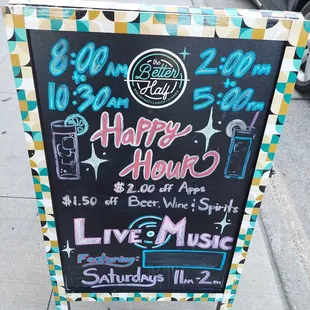 8:00 AM
to
10:30 AM
the
Better
Half
2:00 PM
to
5:00 PM
Happy
Hour
$2.00 off Apps
$1.50 off Beer, Wine & Spirits
Live Music
Featuring:
Saturdays 11am-2pm